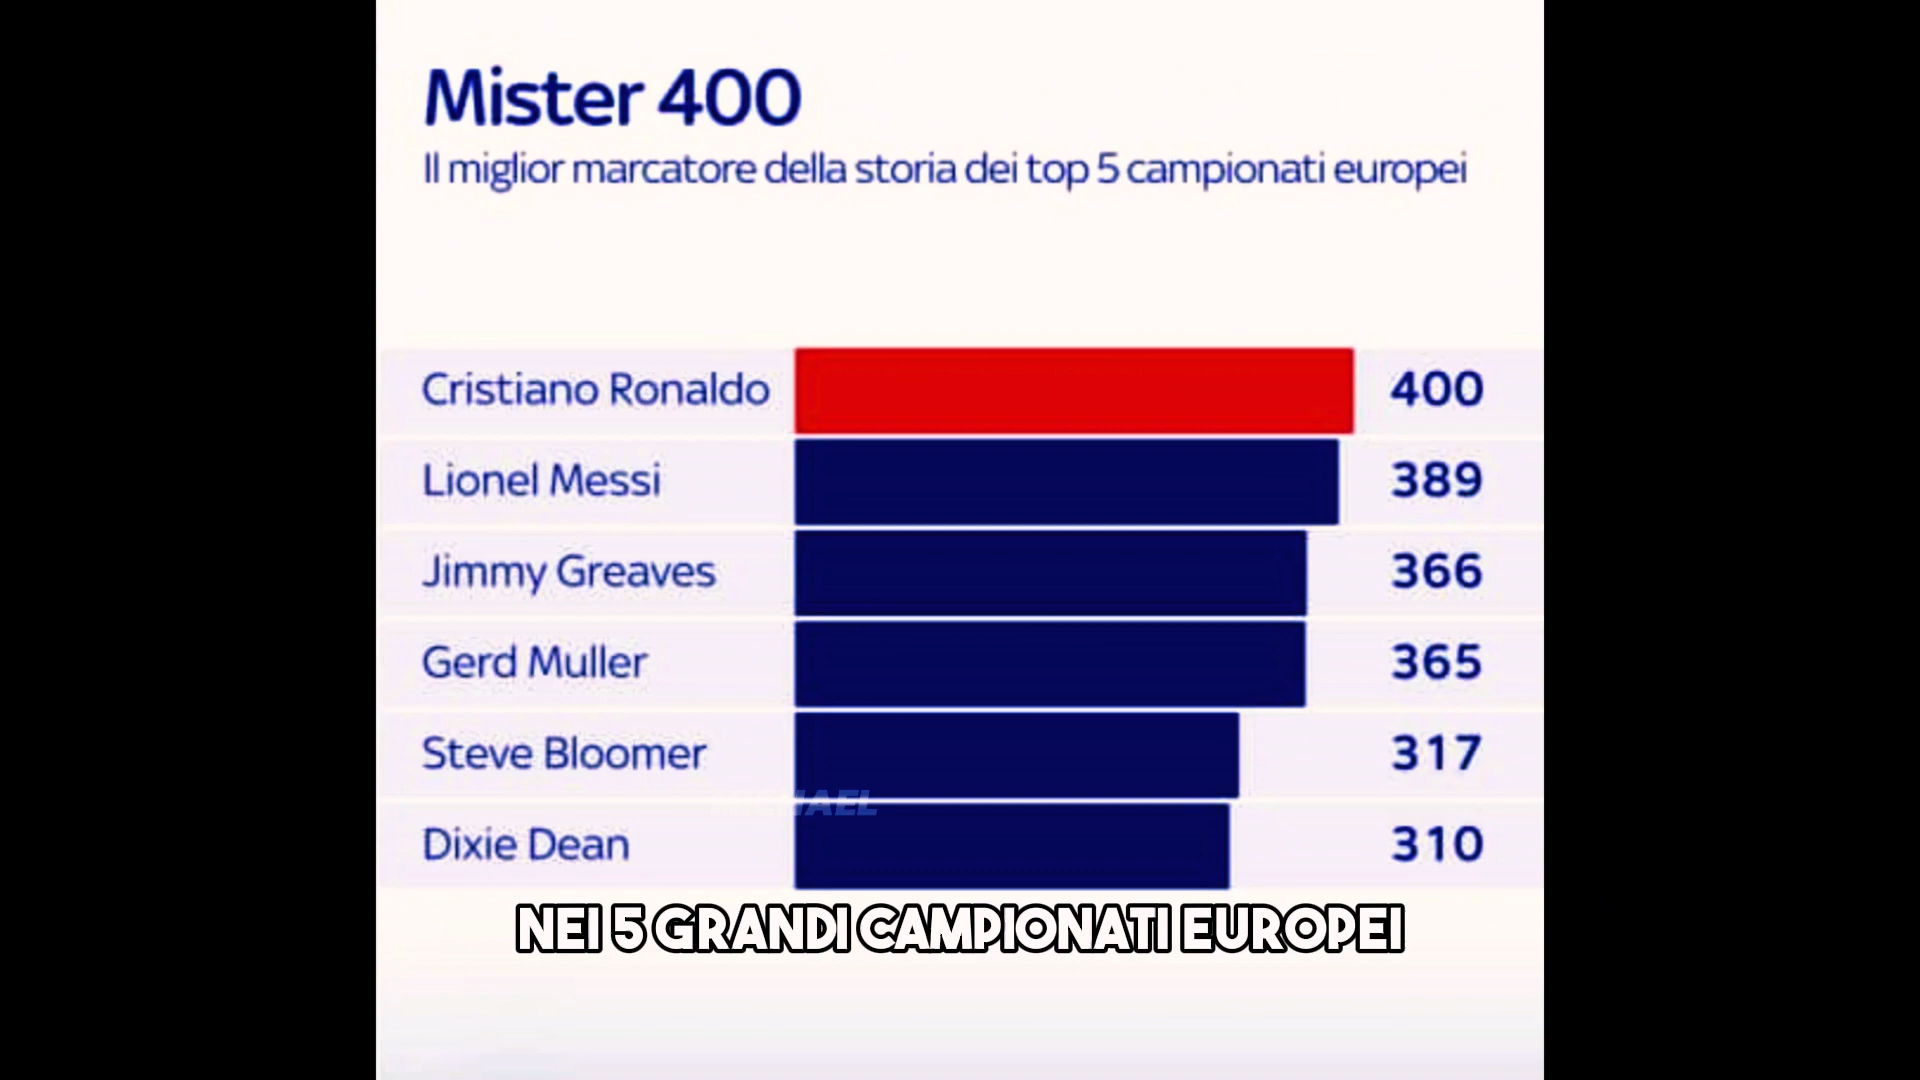 Mister 400
Il miglior marcatore della storia dei top 5 campionati europei
Cristiano Ronaldo 400
Lionel Messi 389
Jimmy Greaves 366
Gerd Muller 365
Steve Bloomer 317
Dixie Dean 310
NEI 5 GRANDI CAMPIONATI EUROPEI